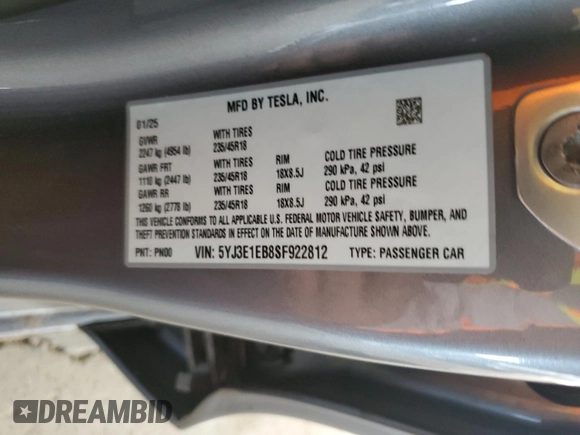 MFD BY TESLA, INC.
01/25
GVWR WITH TIRES
2247 kg (4954 lb) 235/45R18
GAWR FRT WITH TIRES RIM COLD TIRE PRESSURE
1110 kg (2447 lb) 235/45R18 18X8.5J 290 kPa, 42 psi
GAWR RR WITH TIRES RIM COLD TIRE PRESSURE
1260 kg (2778 lb) 235/45R18 18X8.5J 290 kPa, 42 psi
THIS VEHICLE CONFORMS TO ALL APPLICABLE U.S. FEDERAL MOTOR VEHICLE SAFETY, BUMPER, AND
THEFT PREVENTION STANDARDS IN EFFECT ON THE DATE OF MANUFACTURE SHOWN ABOVE.
PNT: PN00 VIN: 5YJ3E1EB8SF922812 TYPE: PASSENGER CAR
DREAMBID